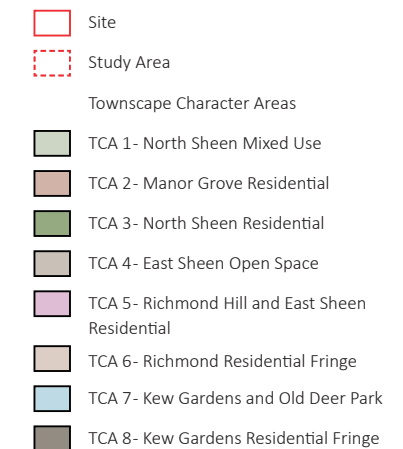 Site
Study Area
Townscape Character Areas
TCA 1- North Sheen Mixed Use
TCA 2- Manor Grove Residential
TCA 3- North Sheen Residential
TCA 4- East Sheen Open Space
TCA 5- Richmond Hill and East Sheen
Residential
TCA 6- Richmond Residential Fringe
TCA 7- Kew Gardens and Old Deer Park
TCA 8- Kew Gardens Residential Fringe